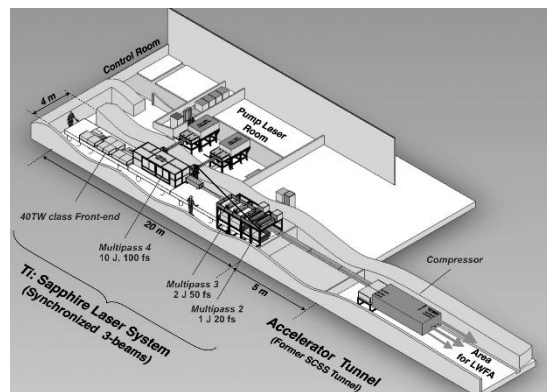 Control Room
4 m
Pump Laser
Room
40TW class Front-end
Multipass 4
10 J, 100 fs
20 m
Multipass 3
2 J 50 fs
Multipass 2
1 J 20 fs
5 m
Compressor
Ti: Sapphire Laser System
(Synchronized 3-beams)
Accelerator Tunnel
(Former SCSS Tunnel)
Area
for LWFA